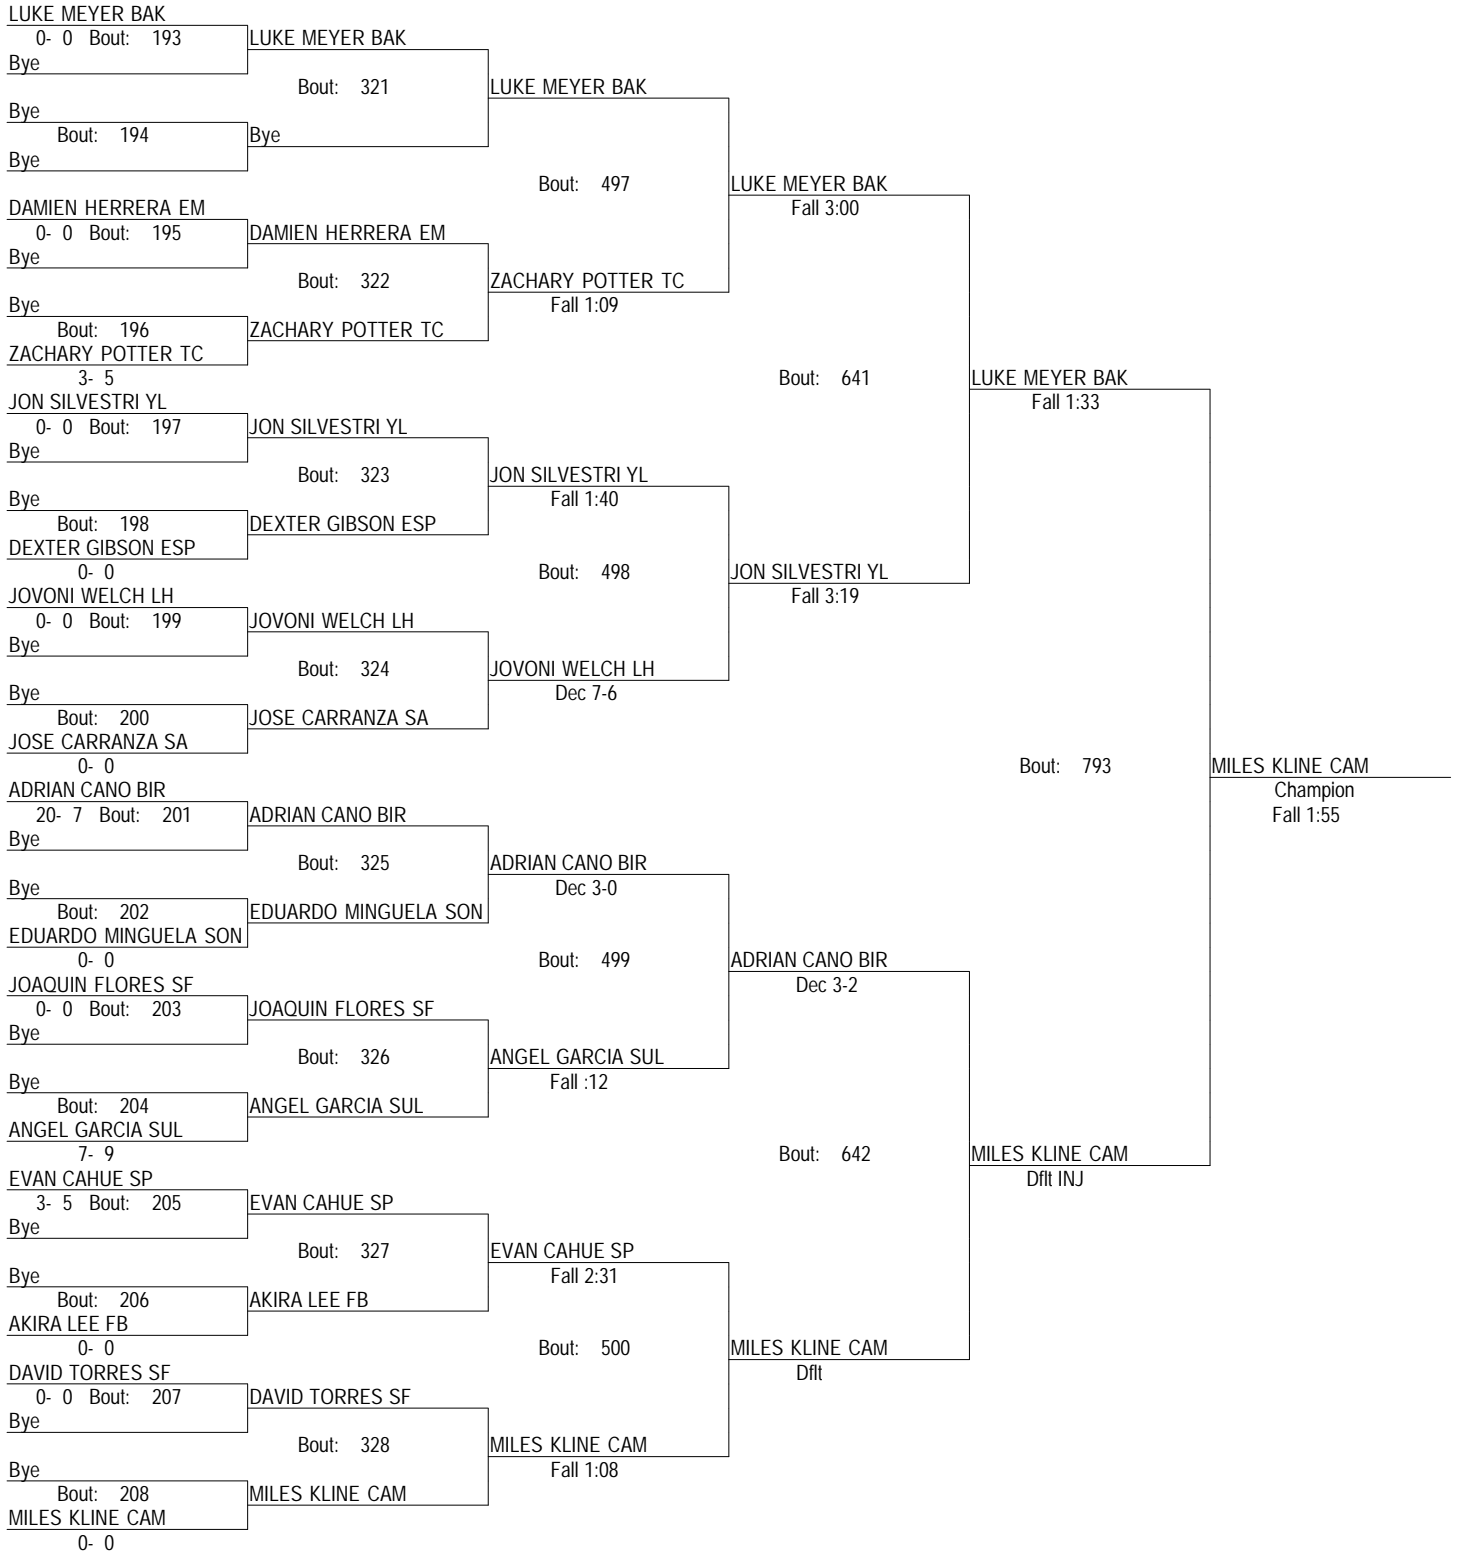 LUKE MEYER BAK
0- 0 Bout: 193
Bye
Bye
Bout: 194
Bye
DAMIEN HERRERA EM
0- 0 Bout: 195
Bye
Bye
Bout: 196
ZACHARY POTTER TC
3- 5
JON SILVESTRI YL
0- 0 Bout: 197
Bye
Bye
Bout: 198
DEXTER GIBSON ESP
0- 0
JOVONI WELCH LH
0- 0 Bout: 199
Bye
Bye
Bout: 200
JOSE CARRANZA SA
0- 0
ADRIAN CANO BIR
20- 7 Bout: 201
Bye
Bye
Bout: 202
EDUARDO MINGUELA SON
0- 0
JOAQUIN FLORES SF
0- 0 Bout: 203
Bye
Bye
Bout: 204
ANGEL GARCIA SUL
7- 9
EVAN CAHUE SP
3- 5 Bout: 205
Bye
Bye
Bout: 206
AKIRA LEE FB
0- 0
DAVID TORRES SF
0- 0 Bout: 207
Bye
Bye
Bout: 208
MILES KLINE CAM
0- 0
LUKE MEYER BAK
Bout: 321
Bye
DAMIEN HERRERA EM
Bout: 322
ZACHARY POTTER TC
JON SILVESTRI YL
Bout: 323
DEXTER GIBSON ESP
JOVONI WELCH LH
Bout: 324
JOSE CARRANZA SA
ADRIAN CANO BIR
Bout: 325
EDUARDO MINGUELA SON
JOAQUIN FLORES SF
Bout: 326
ANGEL GARCIA SUL
EVAN CAHUE SP
Bout: 327
AKIRA LEE FB
DAVID TORRES SF
Bout: 328
MILES KLINE CAM
LUKE MEYER BAK
Bout: 497
ZACHARY POTTER TC
Fall 1:09
JON SILVESTRI YL
Fall 1:40
Bout: 498
JOVONI WELCH LH
Dec 7-6
ADRIAN CANO BIR
Dec 3-0
Bout: 499
ANGEL GARCIA SUL
Fall :12
EVAN CAHUE SP
Fall 2:31
Bout: 500
MILES KLINE CAM
Fall 1:08
LUKE MEYER BAK
Fall 3:00
Bout: 641
JON SILVESTRI YL
Fall 3:19
ADRIAN CANO BIR
Dec 3-2
Bout: 642
MILES KLINE CAM
Dflt
LUKE MEYER BAK
Fall 1:33
Bout: 793
MILES KLINE CAM
Dflt INJ
MILES KLINE CAM
Champion
Fall 1:55